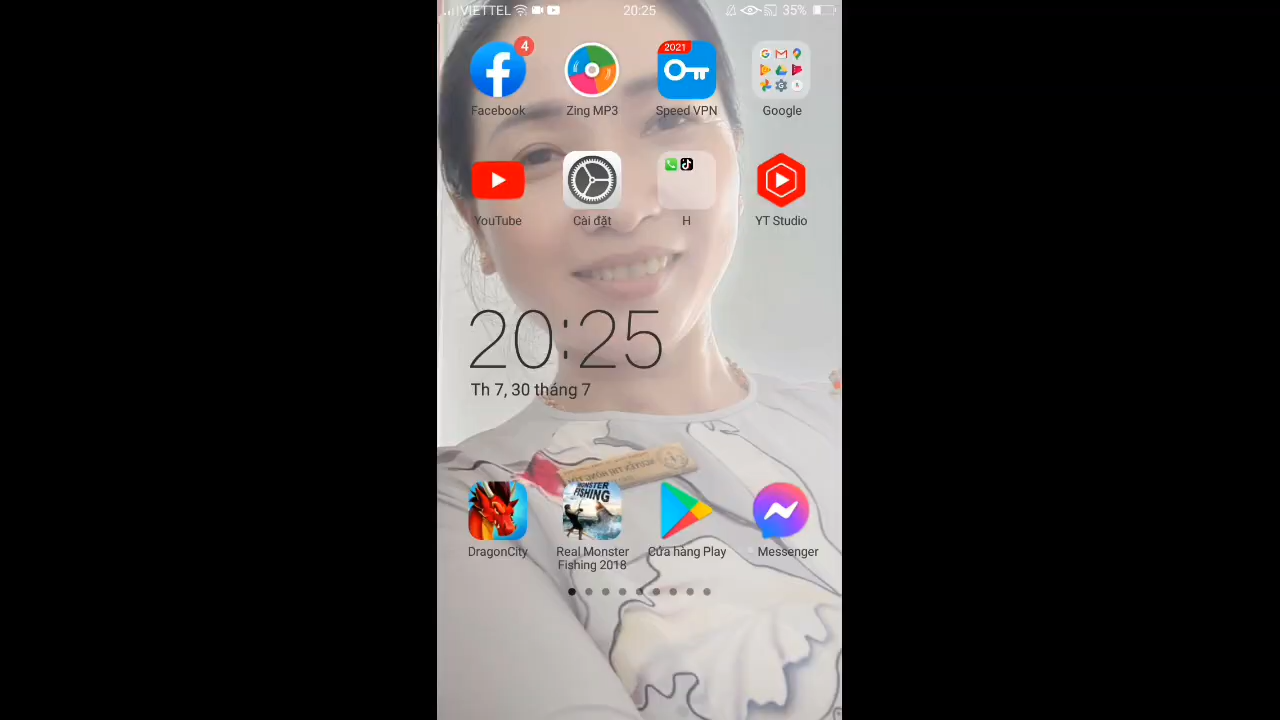 VIETTEL 20:25 35%
4
2021
Facebook Zing MP3 Speed VPN Google
YouTube Cài đặt H YT Studio
20:25
Th 7, 30 tháng 7
MONSTER
FISHING
DragonCity Real Monster Cửa hàng Play Messenger
Fishing 2018